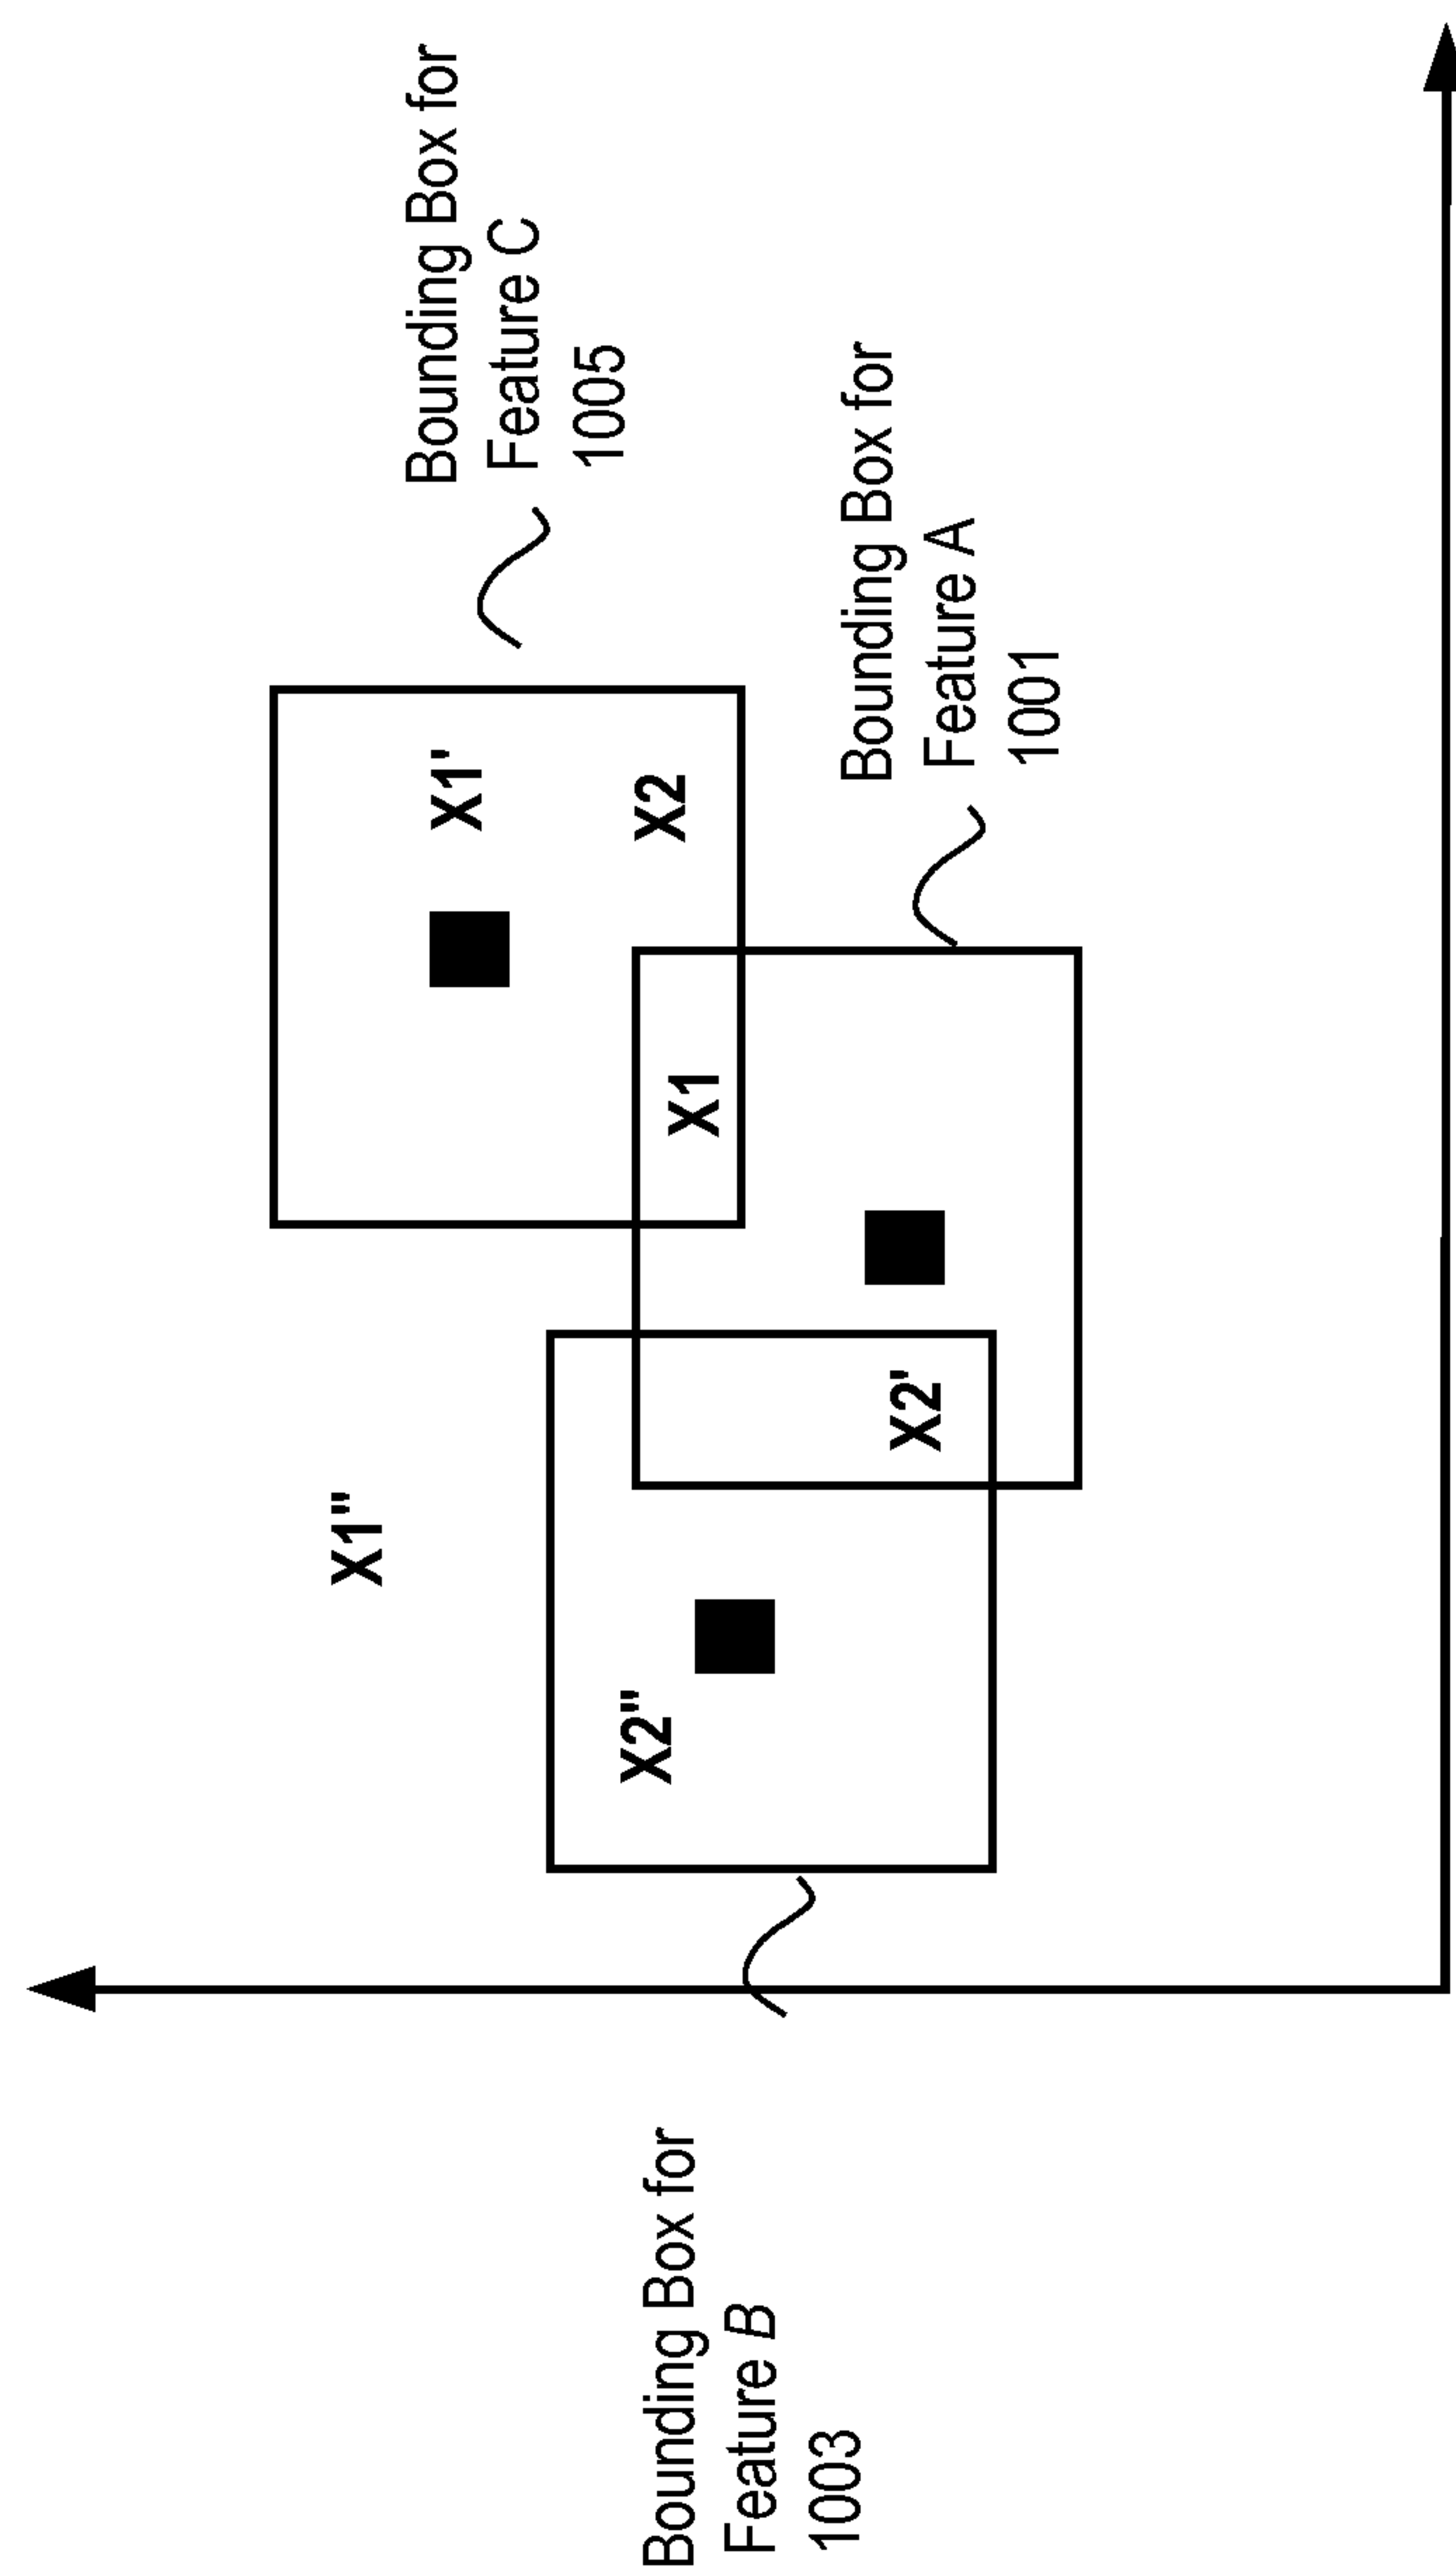 Bounding Box for
Feature C
1005
X1'
X2
Bounding Box for
Feature A
1001
X1
X1"
X2'
X2"
Bounding Box for
Feature B
1003